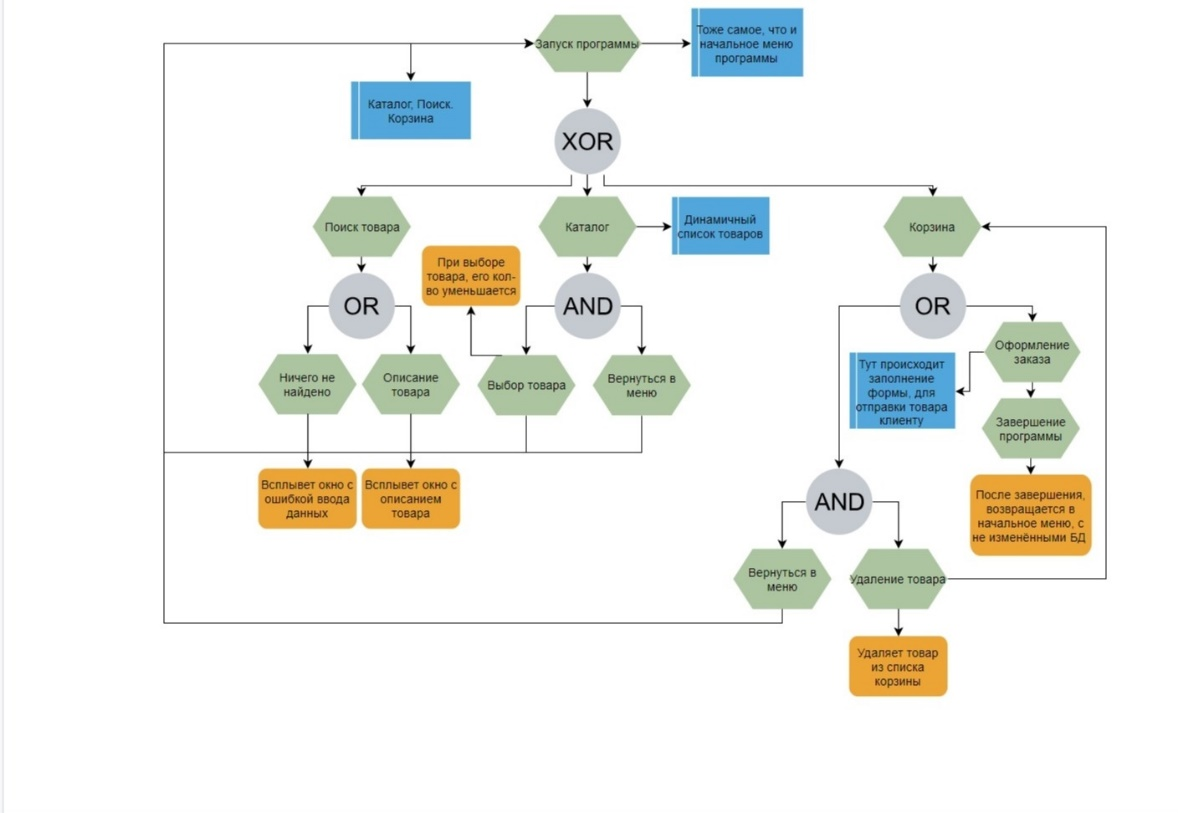 Запуск программы
Тоже самое, что и
начальное меню
программы
Каталог, Поиск.
Корзина
XOR
Поиск товара
Каталог
Динамичный
список товаров
Корзина
При выборе
товара, его кол-
во уменьшается
OR
AND
OR
Ничего не
найдено
Описание
товара
Выбор товара
Вернуться в
меню
Оформление
заказа
Тут происходит
заполнение
формы, для
отправки товара
клиенту
Завершение
программы
Всплывет окно с
ошибкой ввода
данных
Всплывет окно с
описанием
товара
AND
После завершения,
возвращается в
начальное меню, с
не изменёнными БД
Вернуться в
меню
Удаление товара
Удаляет товар
из списка
корзины